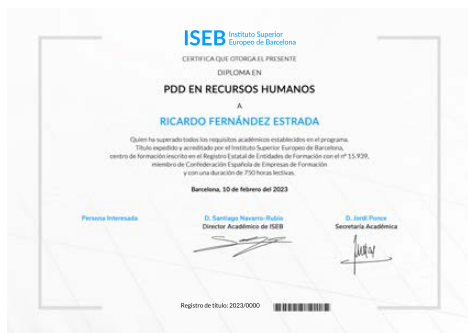 ISEB Instituto Superior
Europeo de Barcelona
CERTIFICA QUE OTORGA EL PRESENTE
DIPLOMA EN
PDD EN RECURSOS HUMANOS
A
RICARDO FERNÁNDEZ ESTRADA
Quien ha superado todos los requisitos académicos establecidos en el programa.
Título expedido y acreditado por el Instituto Superior Europeo de Barcelona,
centro de formación inscrito en el Registro Estatal de Entidades de Formación con el nº 15.939,
miembro de Confederación Española de Empresas de Formación
y con una duración de 750 horas lectivas.
Barcelona, 10 de febrero del 2023
Persona Interesada
D. Santiago Navarro-Rubio
Director Académico de ISEB
D. Jordi Ponce
Secretaría Académica
Registro de título: 2023/0000